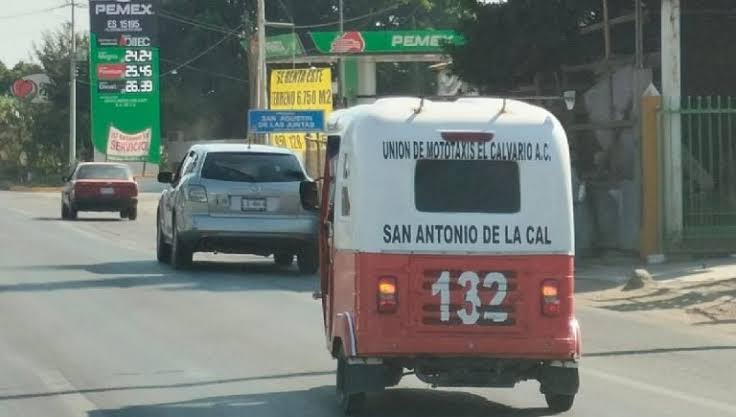 PEMEX
ES 15195
24.24
25.45
26.39
SERVICIO
PEMEX
SE RENTA ESTE
TERRENO 6,750 M2
SAN AGUSTIN
DE LAS JUNTAS
UNION DE MOTOTAXIS EL CALVARIO A.C.
SAN ANTONIO DE LA CAL
132